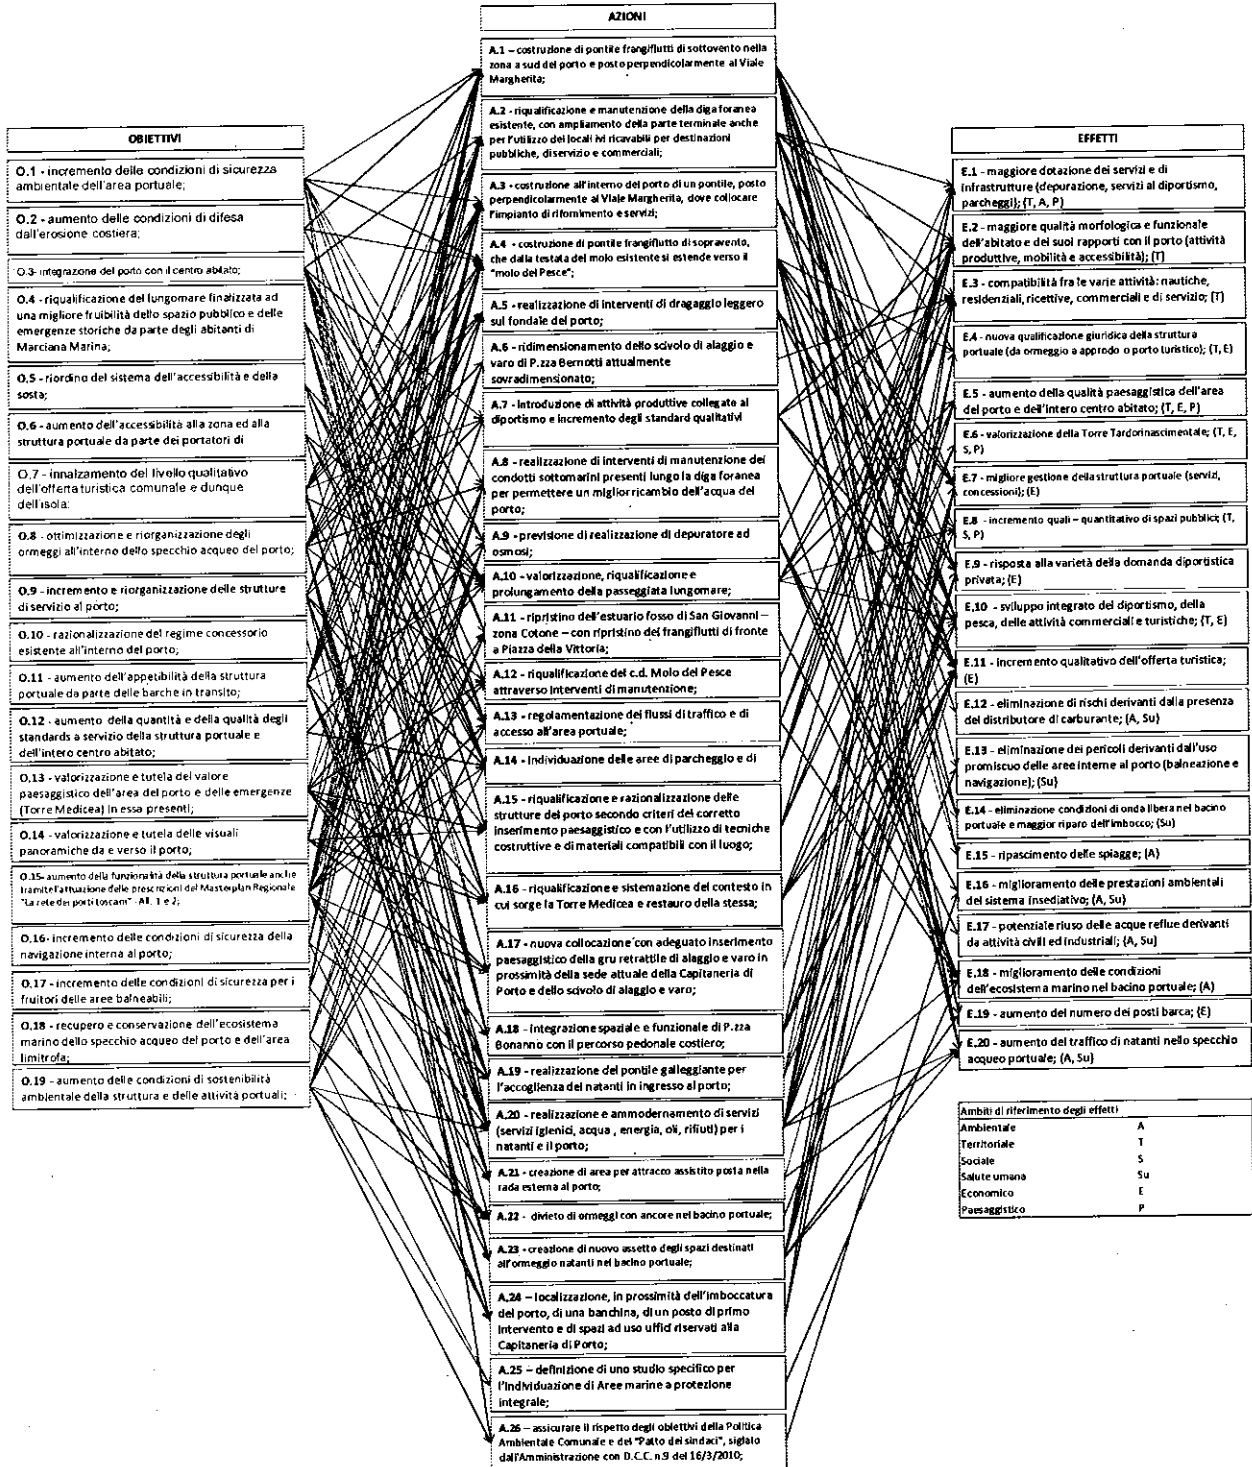 AZIONI
A.1 – costruzione di pontile frangiflutti di sottovento nella
zona a sud del porto e posto perpendicolarmente al Viale
Margherita;
A.2 - riqualificazione e manutenzione della diga foranea
esistente, con ampliamento della parte terminale anche
per l'utilizzo dei locali ivi ricavabili per destinazioni
pubbliche, di servizio e commerciali;
A.3 - costruzione all'interno del porto di un pontile, posto
perpendicolarmente al Viale Margherita, dove collocare
l'impianto di rifornimento e servizi;
A.4 - costruzione di pontile frangiflutto di sopravento,
che dalla testata del molo esistente si estende verso il
"molo del Pesce";
A.5 - realizzazione di interventi di dragaggio leggero
sul fondale del porto;
A.6 - ridimensionamento dello scivolo di alaggio e
varo di P.zza Bernotti attualmente
sovradimensionato;
A.7 - introduzione di attività produttive collegate al
diportismo e incremento degli standard qualitativi
A.8 - realizzazione di interventi di manutenzione dei
condotti sottomarini presenti lungo la diga foranea
per permettere un miglior ricambio dell'acqua del
porto;
A.9 - previsione di realizzazione di depuratore ad
osmosi;
A.10 - valorizzazione, riqualificazione e
prolungamento della passeggiata lungomare;
A.11 - ripristino dell'estuario fosso di San Giovanni –
zona Cotone – con ripristino dei frangiflutti di fronte
a Piazza della Vittoria;
A.12 - riqualificazione del c.d. Molo del Pesce
attraverso interventi di manutenzione;
A.13 - regolamentazione dei flussi di traffico e di
accesso all'area portuale;
A.14 - individuazione delle aree di parcheggio e di
A.15 - riqualificazione e razionalizzazione delle
strutture del porto secondo criteri del corretto
inserimento paesaggistico e con l'utilizzo di tecniche
costruttive e di materiali compatibili con il luogo;
A.16 - riqualificazione e sistemazione del contesto in
cui sorge la Torre Medicea e restauro della stessa;
A.17 - nuova collocazione con adeguato inserimento
paesaggistico della gru retrattile di alaggio e varo in
prossimità della sede attuale della Capitaneria di
Porto e dello scivolo di alaggio e varo;
A.18 - integrazione spaziale e funzionale di P.zza
Bonanno con il percorso pedonale costiero;
A.19 - realizzazione del pontile galleggiante per
l'accoglienza dei natanti in ingresso al porto;
A.20 - realizzazione e ammodernamento di servizi
(servizi igienici, acqua , energia, oli, rifiuti) per i
natanti e il porto;
A.21 - creazione di area per attracco assistito posta nella
rada esterna al porto;
A.22 - divieto di ormeggi con ancore nel bacino portuale;
A.23 - creazione di nuovo assetto degli spazi destinati
all'ormeggio natanti nel bacino portuale;
A.24 – localizzazione, in prossimità dell'imboccatura
del porto, di una banchina, di un posto di primo
intervento e di spazi ad uso uffici riservati alla
Capitaneria di Porto;
A.25 – definizione di uno studio specifico per
l'individuazione di Aree marine a protezione
integrale;
A.26 – assicurare il rispetto degli obiettivi della Politica
Ambientale Comunale e del "Patto dei sindaci", siglato
dall'Amministrazione con D.C.C. n.9 del 16/3/2010;
OBIETTIVI
O.1 - incremento delle condizioni di sicurezza
ambientale dell'area portuale;
O.2 - aumento delle condizioni di difesa
dall'erosione costiera;
O.3- integrazione del porto con il centro abitato;
O.4 - riqualificazione del lungomare finalizzata ad
una migliore fruibilità dello spazio pubblico e delle
emergenze storiche da parte degli abitanti di
Marciana Marina;
O.5 - riordino del sistema dell'accessibilità e della
sosta;
O.6 - aumento dell'accessibilità alla zona ed alla
struttura portuale da parte dei portatori di
O.7 - innalzamento del livello qualitativo
dell'offerta turistica comunale e dunque
dell'isola;
O.8 - ottimizzazione e riorganizzazione degli
ormeggi all'interno dello specchio acqueo del porto;
O.9 - incremento e riorganizzazione delle strutture
di servizio al porto;
O.10 - razionalizzazione del regime concessorio
esistente all'interno del porto;
O.11 - aumento dell'appetibilità della struttura
portuale da parte delle barche in transito;
O.12 - aumento della quantità e della qualità degli
standards a servizio della struttura portuale e
dell'intero centro abitato;
O.13 - valorizzazione e tutela del valore
paesaggistico dell'area del porto e delle emergenze
(Torre Medicea) in essa presenti;
O.14 - valorizzazione e tutela delle visuali
panoramiche da e verso il porto;
O.15- aumento della funzionalità della struttura portuale anche
tramite l'attuazione delle prescrizioni del Masterplan Regionale
"La rete dei porti toscani" - All. 1 e 2;
O.16- incremento delle condizioni di sicurezza della
navigazione interna al porto;
O.17 - incremento delle condizioni di sicurezza per i
fruitori delle aree balneabili;
O.18 - recupero e conservazione dell'ecosistema
marino dello specchio acqueo del porto e dell'area
limitrofa;
O.19 - aumento delle condizioni di sostenibilità
ambientale della struttura e delle attività portuali;
EFFETTI
E.1 - maggiore dotazione dei servizi e di
infrastrutture (depurazione, servizi al diportismo,
parcheggi); (T, A, P)
E.2 - maggiore qualità morfologica e funzionale
dell'abitato e dei suoi rapporti con il porto (attività
produttive, mobilità e accessibilità); (T)
E.3 - compatibilità fra le varie attività: nautiche,
residenziali, ricettive, commerciali e di servizio; (T)
E.4 - nuova qualificazione giuridica della struttura
portuale (da ormeggio a approdo o porto turistico); (T, E)
E.5 - aumento della qualità paesaggistica dell'area
del porto e dell'intero centro abitato; (T, E, P)
E.6 - valorizzazione della Torre Tardorinascimentale; (T, E,
S, P)
E.7 - migliore gestione della struttura portuale (servizi,
concessioni); (E)
E.8 - incremento quali – quantitativo di spazi pubblici; (T,
S, P)
E.9 - risposta alla varietà della domanda diportistica
privata; (E)
E.10 - sviluppo integrato del diportismo, della
pesca, delle attività commerciali e turistiche; (T, E)
E.11 - incremento qualitativo dell'offerta turistica;
(E)
E.12 - eliminazione di rischi derivanti dalla presenza
del distributore di carburante; (A, Su)
E.13 - eliminazione dei pericoli derivanti dall'uso
promiscuo delle aree interne al porto (balneazione e
navigazione); (Su)
E.14 - eliminazione condizioni di onda libera nel bacino
portuale e maggior riparo dell'imbocco; (Su)
E.15 - ripascimento delle spiagge; (A)
E.16 - miglioramento delle prestazioni ambientali
del sistema insediativo; (A, Su)
E.17 - potenziale riuso delle acque reflue derivanti
da attività civili ed industriali; (A, Su)
E.18 - miglioramento delle condizioni
dell'ecosistema marino nel bacino portuale; (A)
E.19 - aumento del numero dei posti barca; (E)
E.20 - aumento del traffico di natanti nello specchio
acqueo portuale; (A, Su)
Ambiti di riferimento degli effetti
Ambientale A
Territoriale T
Sociale S
Salute umana Su
Economico E
Paesaggistico P